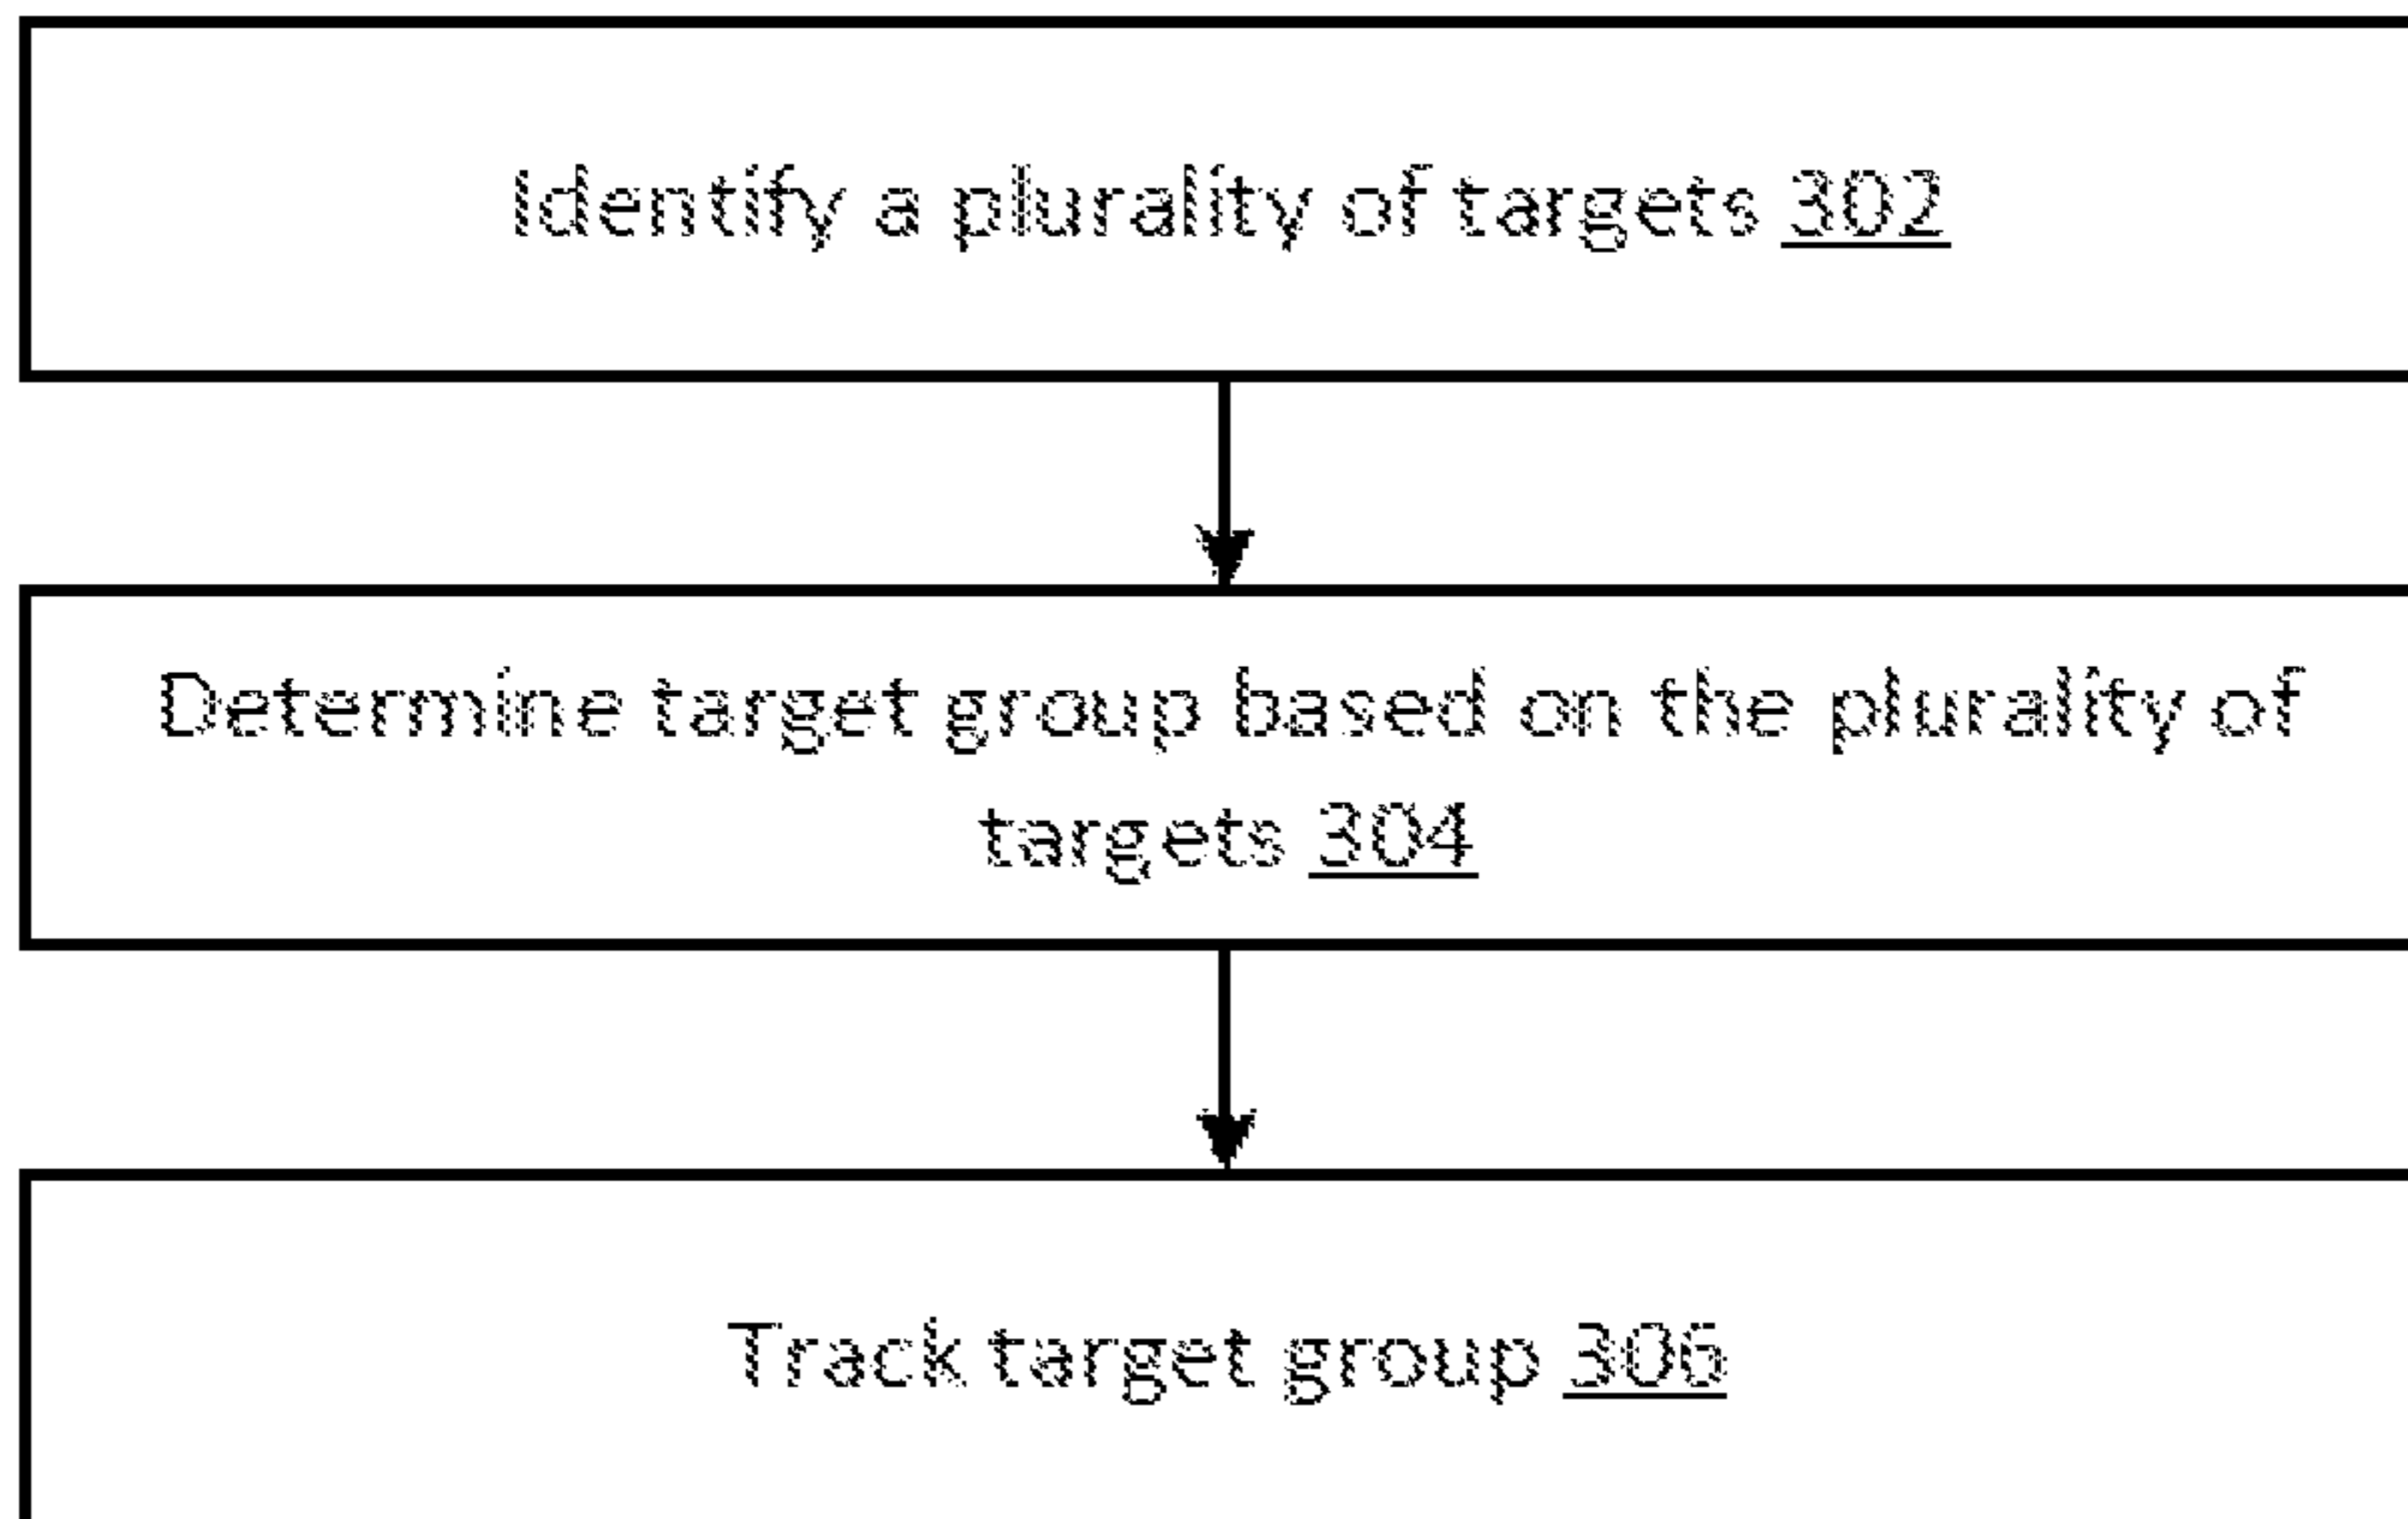 Identify a plurality of targets 302
Determine target group based on the plurality of
targets 304
Track target group 306